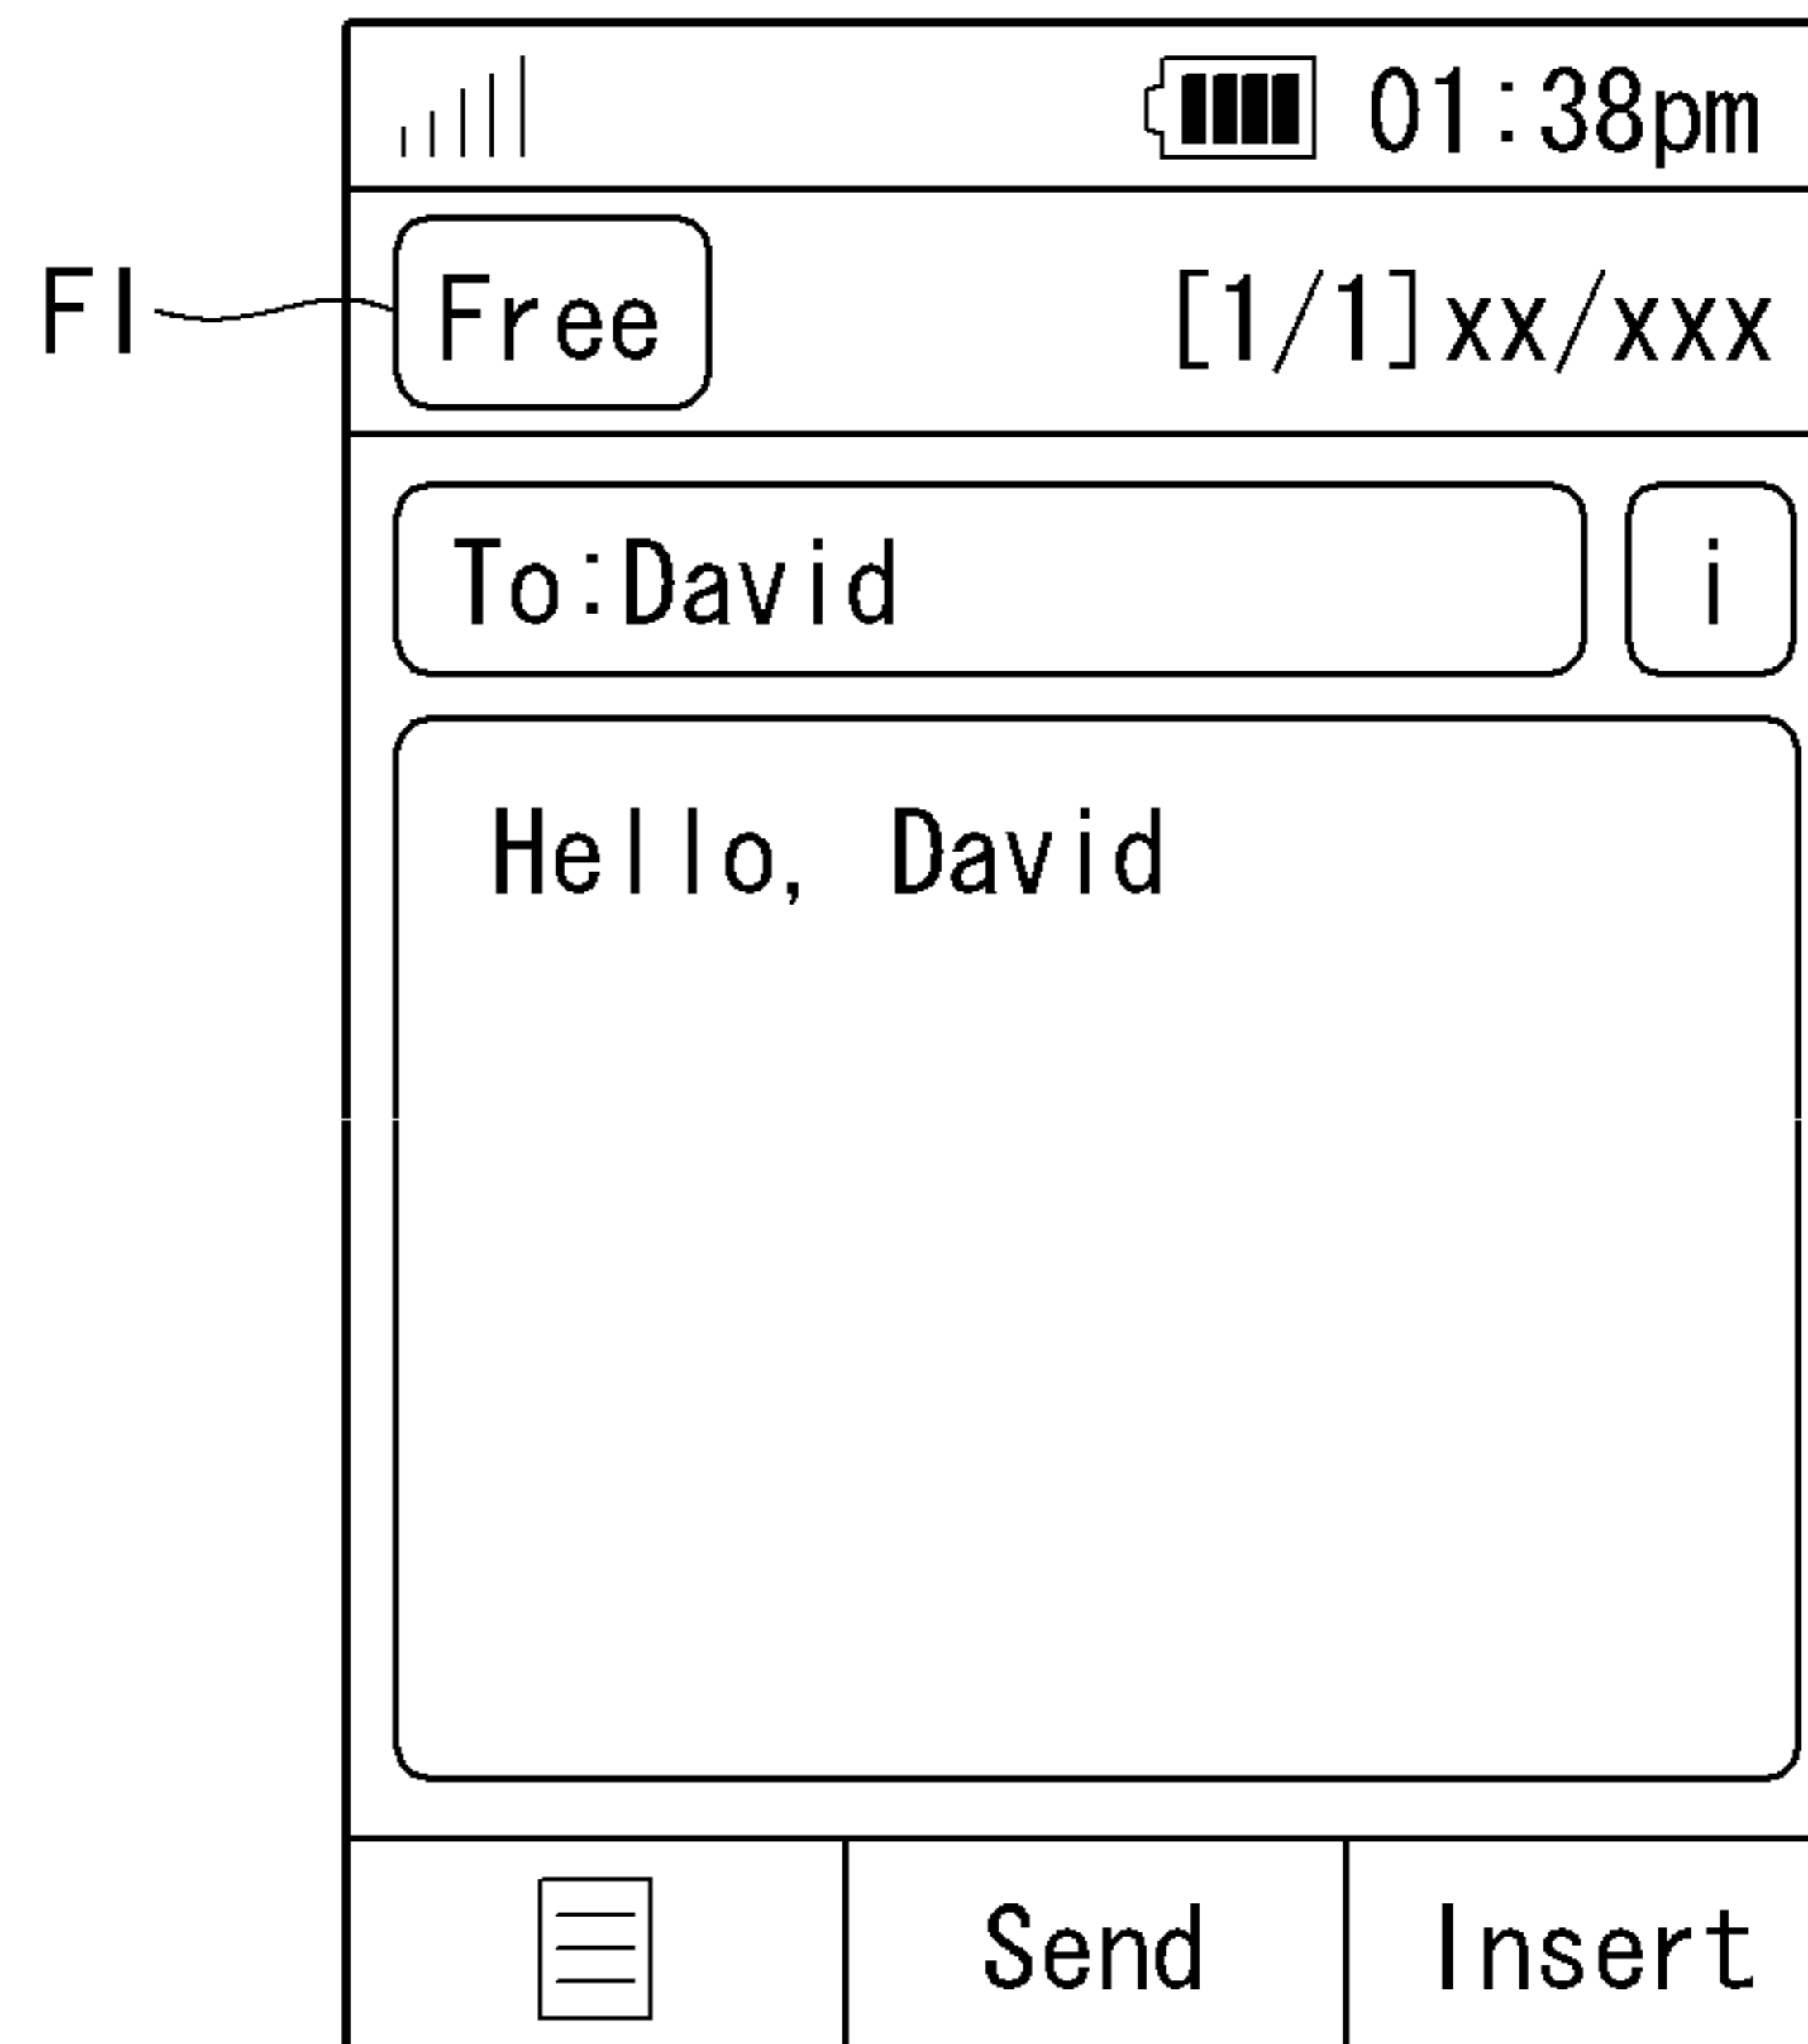 01:38pm
FI Free [1/1]xx/xxx
To:David i
Hello, David
Send Insert